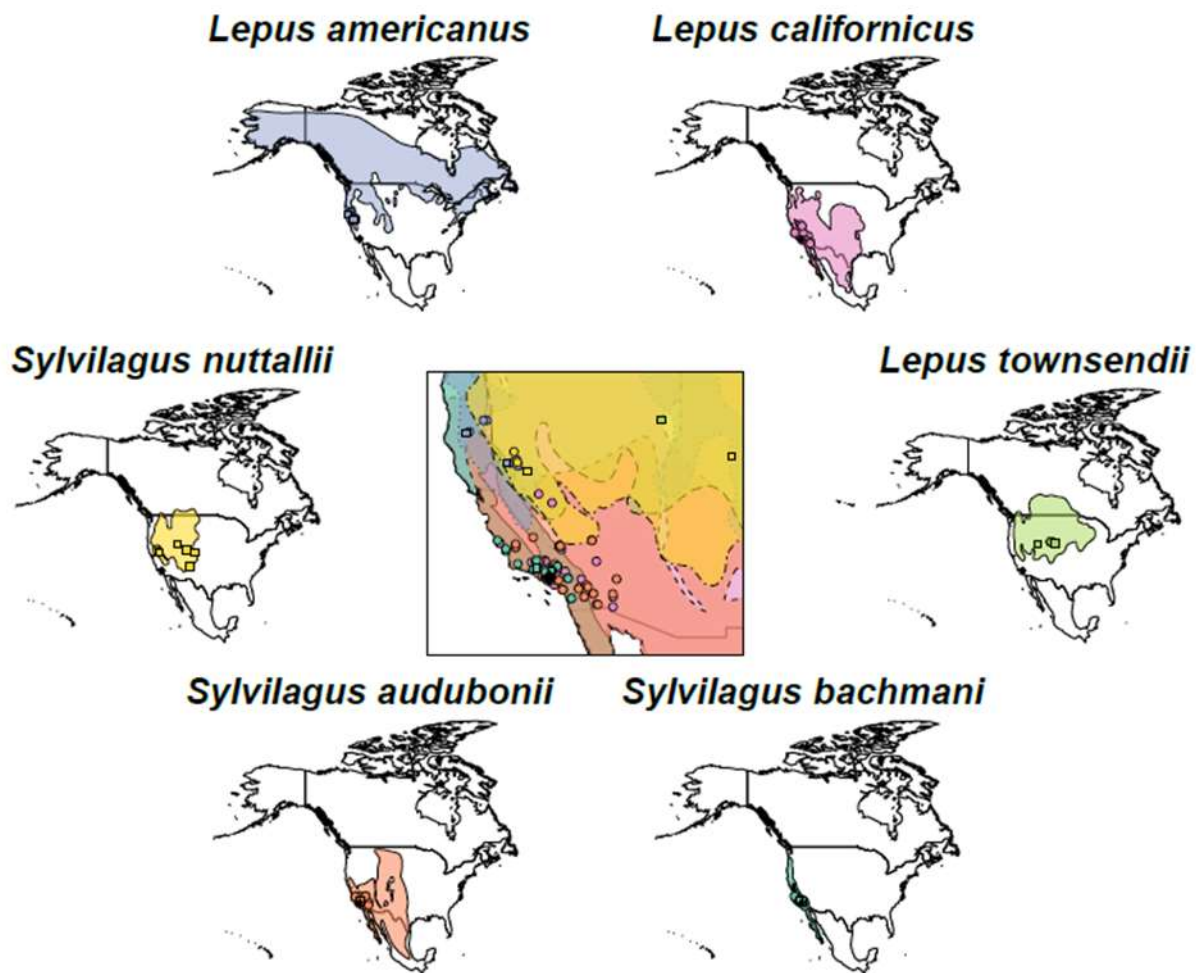 Lepus americanus
Lepus californicus
Sylvilagus nuttallii
Lepus townsendii
Sylvilagus audubonii
Sylvilagus bachmani